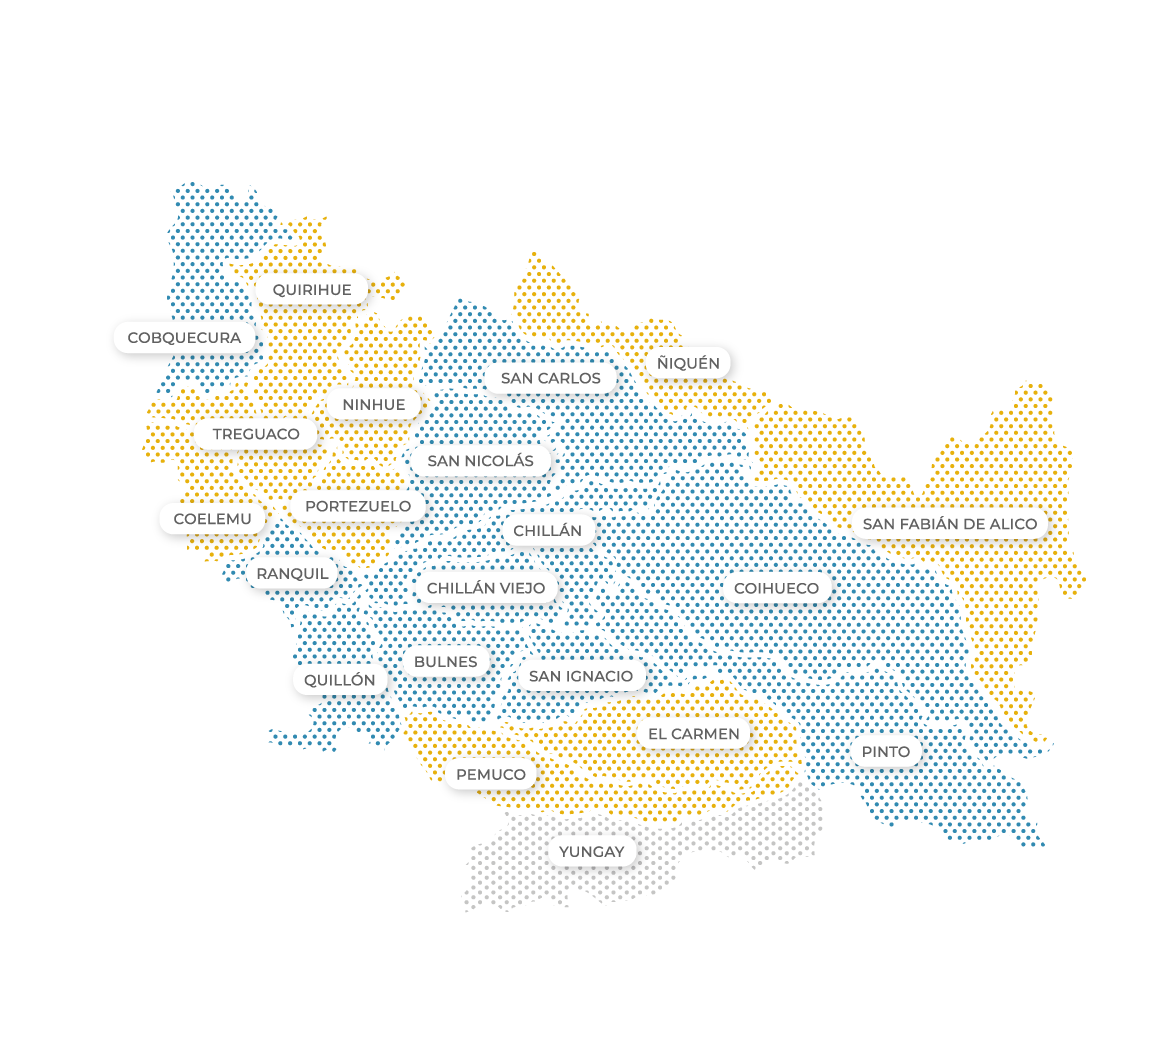 QUIRIHUE
COBQUECURA
ÑIQUÉN
SAN CARLOS
NINHUE
TREGUACO
SAN NICOLÁS
PORTEZUELO
COELEMU
SAN FABIÁN DE ALICO
CHILLÁN
RANQUIL
CHILLÁN VIEJO
COIHUECO
BULNES
QUILLÓN
SAN IGNACIO
EL CARMEN
PINTO
PEMUCO
YUNGAY